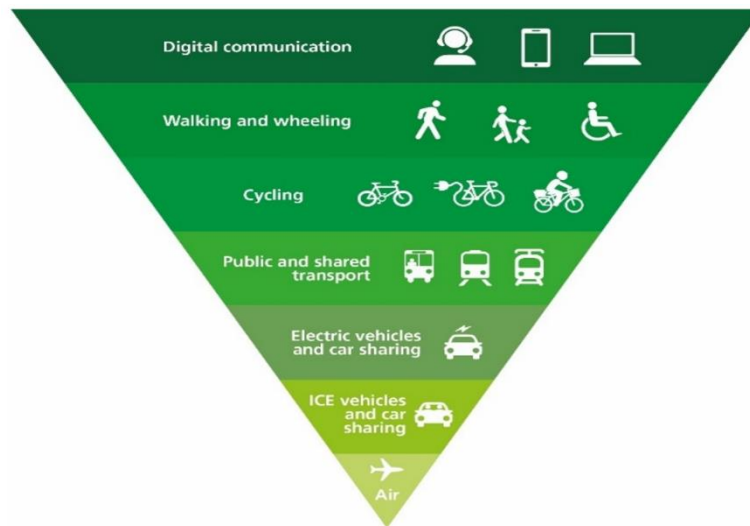 Digital communication
Walking and wheeling
Cycling
Public and shared
transport
Electric vehicles
and car sharing
ICE vehicles
and car
sharing
Air